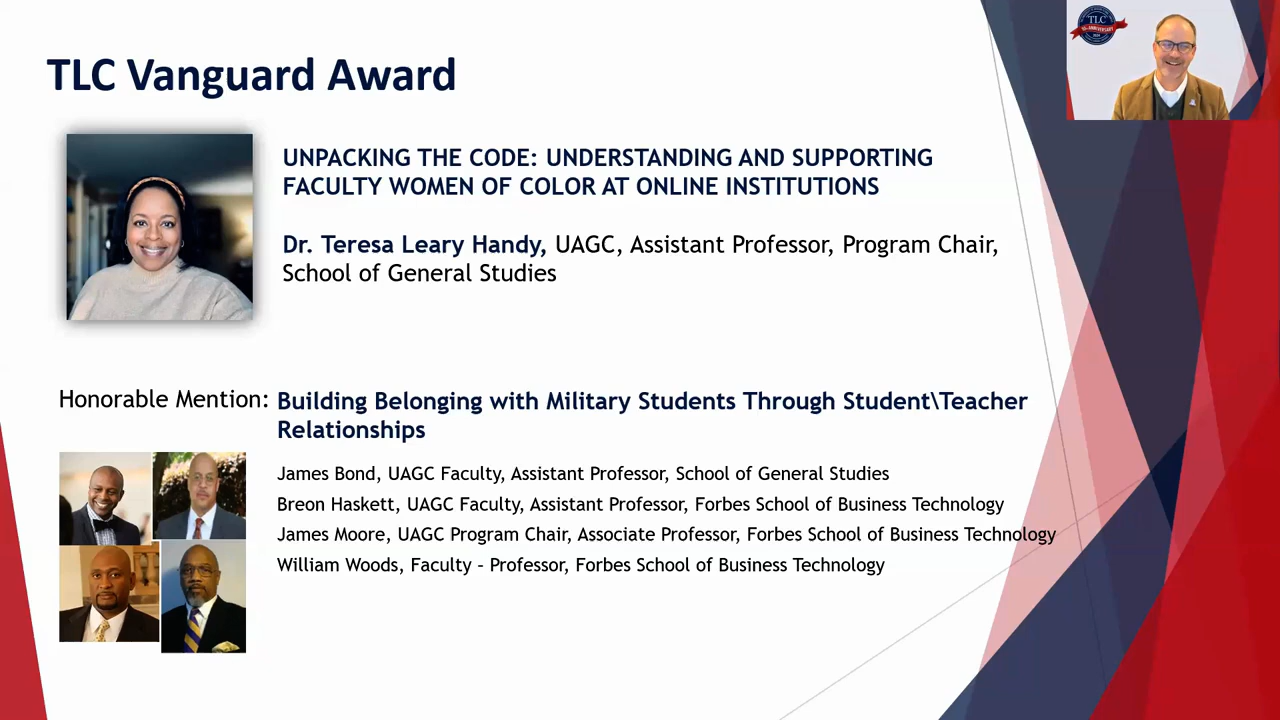 TLC Vanguard Award
TLC
UNPACKING THE CODE: UNDERSTANDING AND SUPPORTING
FACULTY WOMEN OF COLOR AT ONLINE INSTITUTIONS
Dr. Teresa Leary Handy, UAGC, Assistant Professor, Program Chair,
School of General Studies
Honorable Mention: Building Belonging with Military Students Through Student\Teacher
Relationships
James Bond, UAGC Faculty, Assistant Professor, School of General Studies
Breon Haskett, UAGC Faculty, Assistant Professor, Forbes School of Business Technology
James Moore, UAGC Program Chair, Associate Professor, Forbes School of Business Technology
William Woods, Faculty – Professor, Forbes School of Business Technology